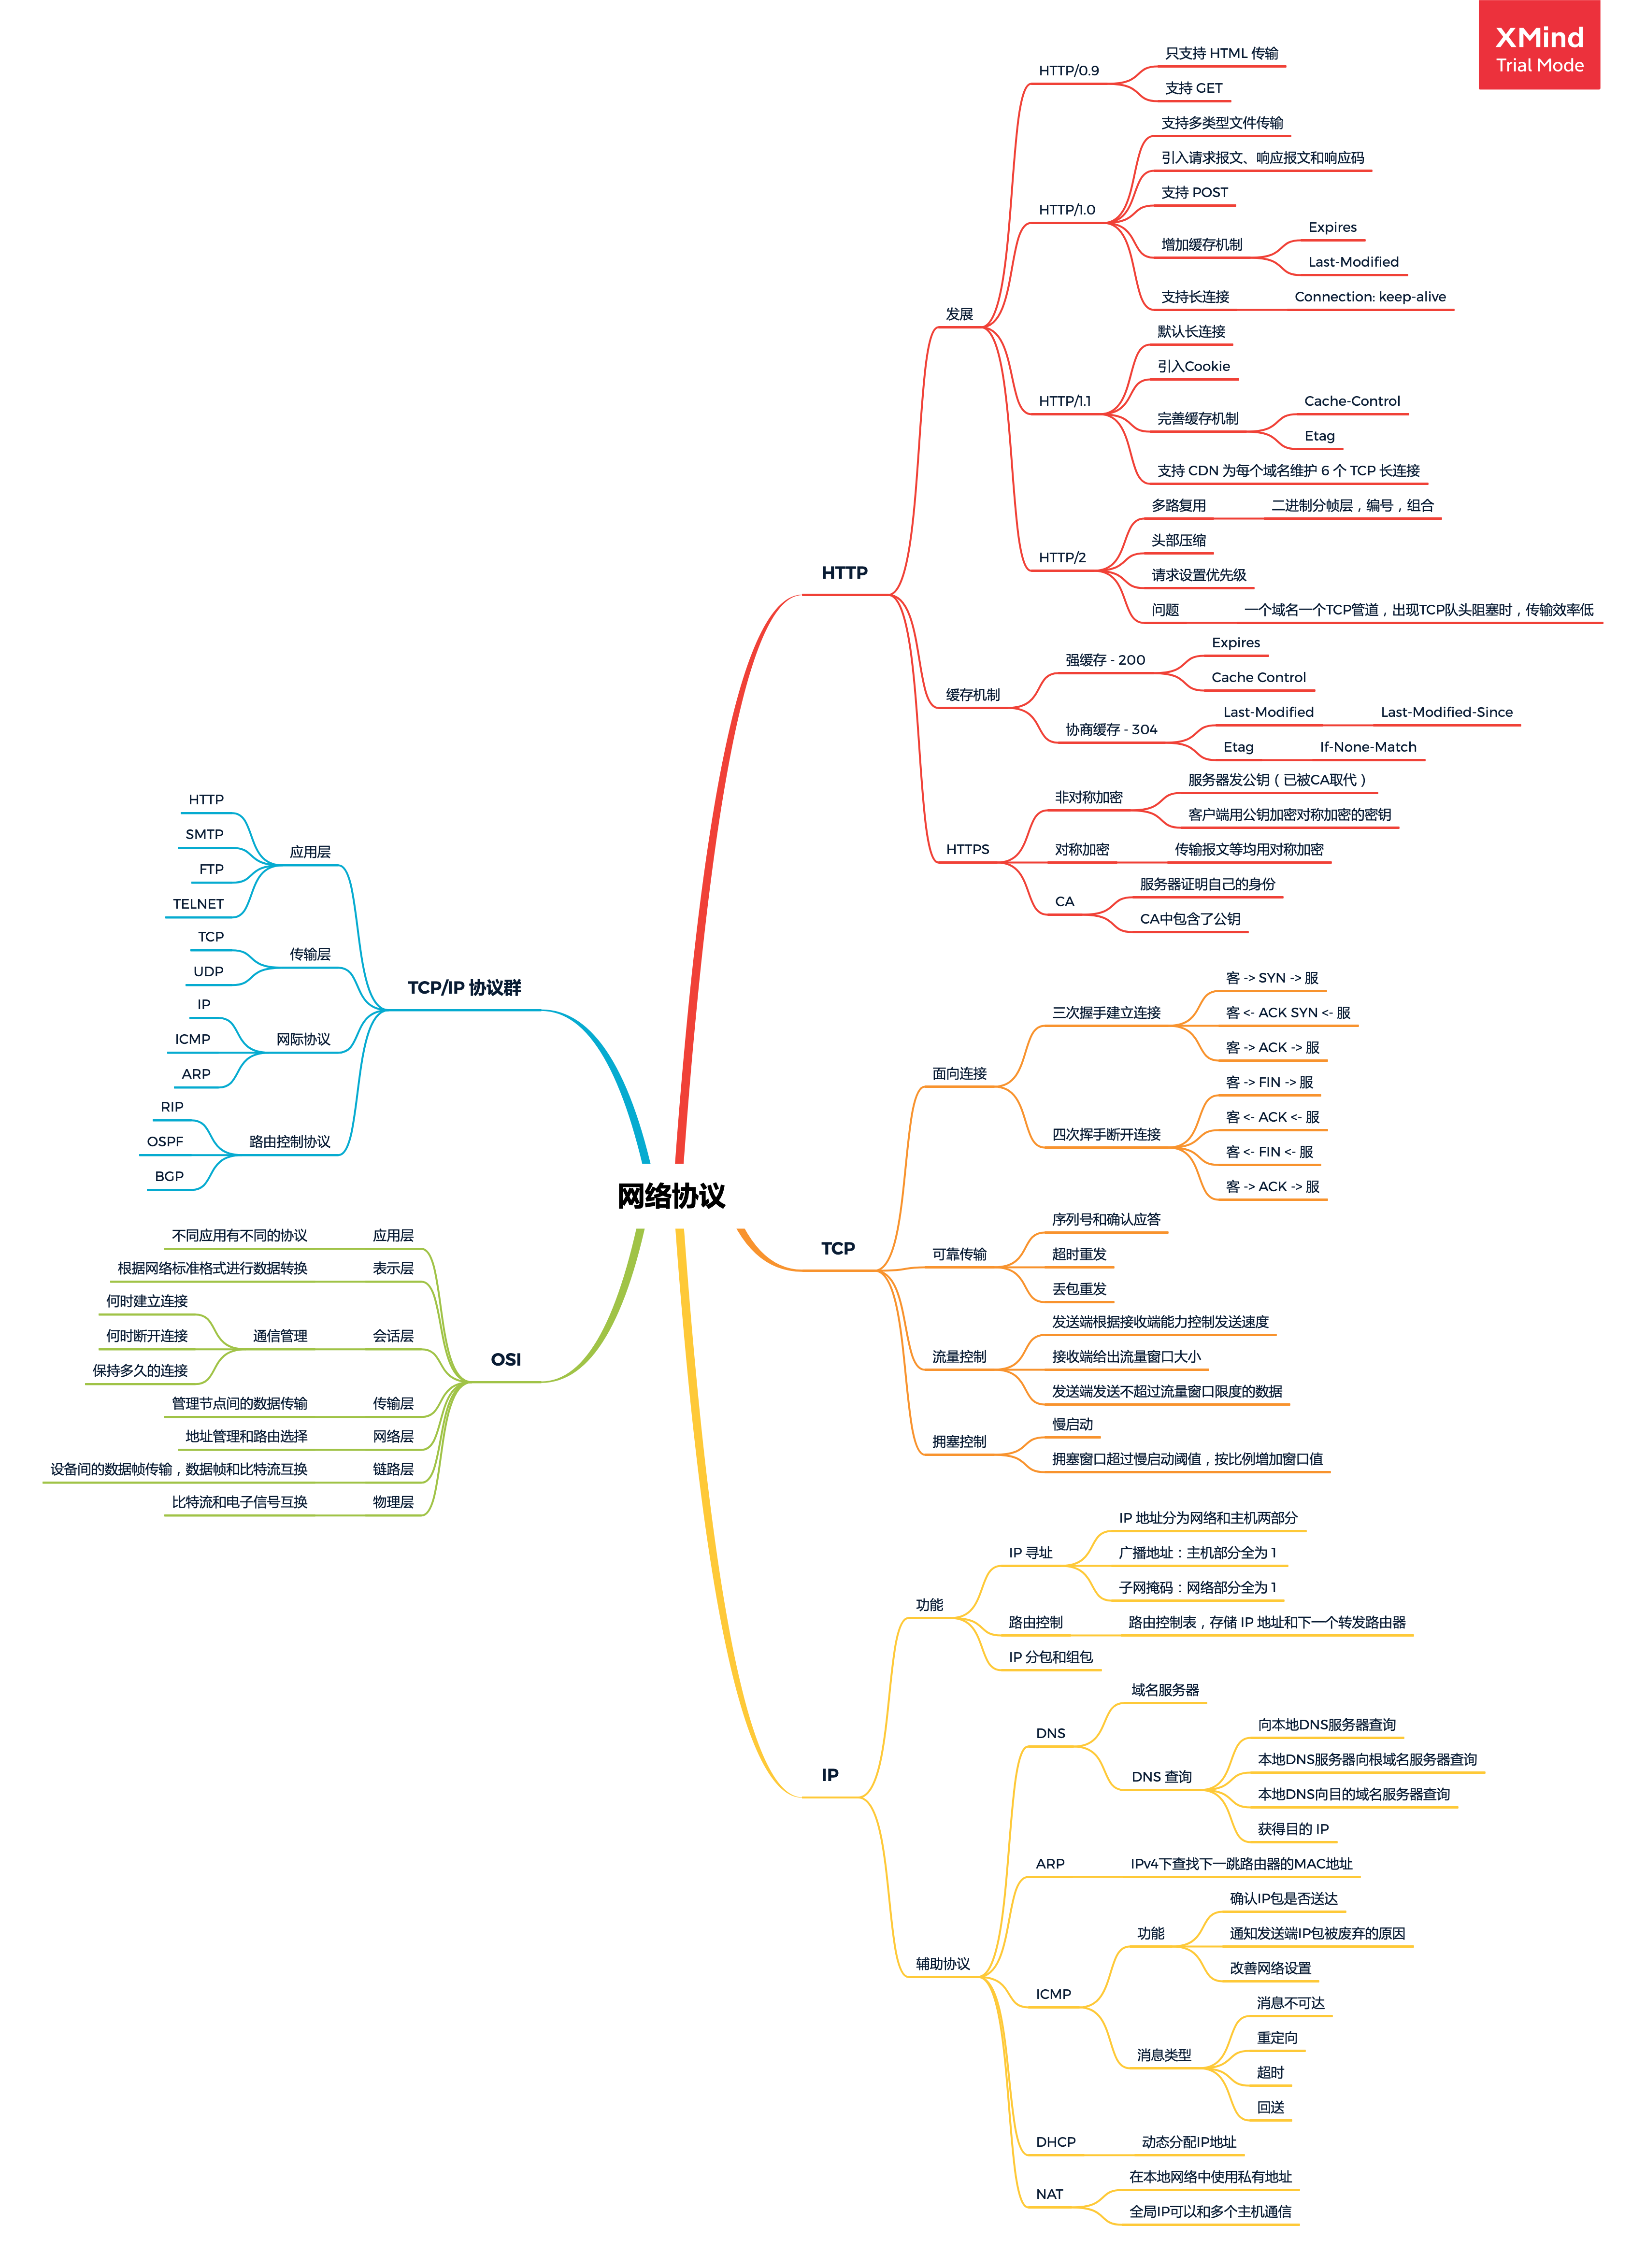 XMind
Trial Mode
网络协议
HTTP
发展
HTTP/0.9
只支持 HTML 传输
支持 GET
HTTP/1.0
支持多类型文件传输
引入请求报文、响应报文和响应码
支持 POST
增加缓存机制
Expires
Last-Modified
支持长连接
Connection: keep-alive
HTTP/1.1
默认长连接
引入Cookie
完善缓存机制
Cache-Control
Etag
支持 CDN 为每个域名维护 6 个 TCP 长连接
HTTP/2
多路复用
二进制分帧层，编号，组合
头部压缩
请求设置优先级
问题
一个域名一个TCP管道，出现TCP队头阻塞时，传输效率低
缓存机制
强缓存 - 200
Expires
Cache Control
协商缓存 - 304
Last-Modified
Last-Modified-Since
Etag
If-None-Match
HTTPS
非对称加密
服务器发公钥（已被CA取代）
客户端用公钥加密对称加密的密钥
对称加密
传输报文等均用对称加密
CA
服务器证明自己的身份
CA中包含了公钥
TCP
面向连接
三次握手建立连接
客 -> SYN -> 服
客 <- ACK SYN <- 服
客 -> ACK -> 服
四次挥手断开连接
客 -> FIN -> 服
客 <- ACK <- 服
客 <- FIN <- 服
客 -> ACK -> 服
可靠传输
序列号和确认应答
超时重发
丢包重发
流量控制
发送端根据接收端能力控制发送速度
接收端给出流量窗口大小
发送端发送不超过流量窗口限度的数据
拥塞控制
慢启动
拥塞窗口超过慢启动阈值，按比例增加窗口值
IP
功能
IP 寻址
IP 地址分为网络和主机两部分
广播地址：主机部分全为 1
子网掩码：网络部分全为 1
路由控制
路由控制表，存储 IP 地址和下一个转发路由器
IP 分包和组包
辅助协议
DNS
域名服务器
DNS 查询
向本地DNS服务器查询
本地DNS服务器向根域名服务器查询
本地DNS向目的域名服务器查询
获得目的 IP
ARP
IPv4下查找下一跳路由器的MAC地址
ICMP
功能
确认IP包是否送达
通知发送端IP包被废弃的原因
改善网络设置
消息类型
消息不可达
重定向
超时
回送
DHCP
动态分配IP地址
NAT
在本地网络中使用私有地址
全局IP可以和多个主机通信
TCP/IP 协议群
应用层
HTTP
SMTP
FTP
TELNET
传输层
TCP
UDP
网际协议
IP
ICMP
ARP
路由控制协议
RIP
OSPF
BGP
OSI
应用层
不同应用有不同的协议
表示层
根据网络标准格式进行数据转换
会话层
通信管理
何时建立连接
何时断开连接
保持多久的连接
传输层
管理节点间的数据传输
网络层
地址管理和路由选择
链路层
设备间的数据帧传输，数据帧和比特流互换
物理层
比特流和电子信号互换